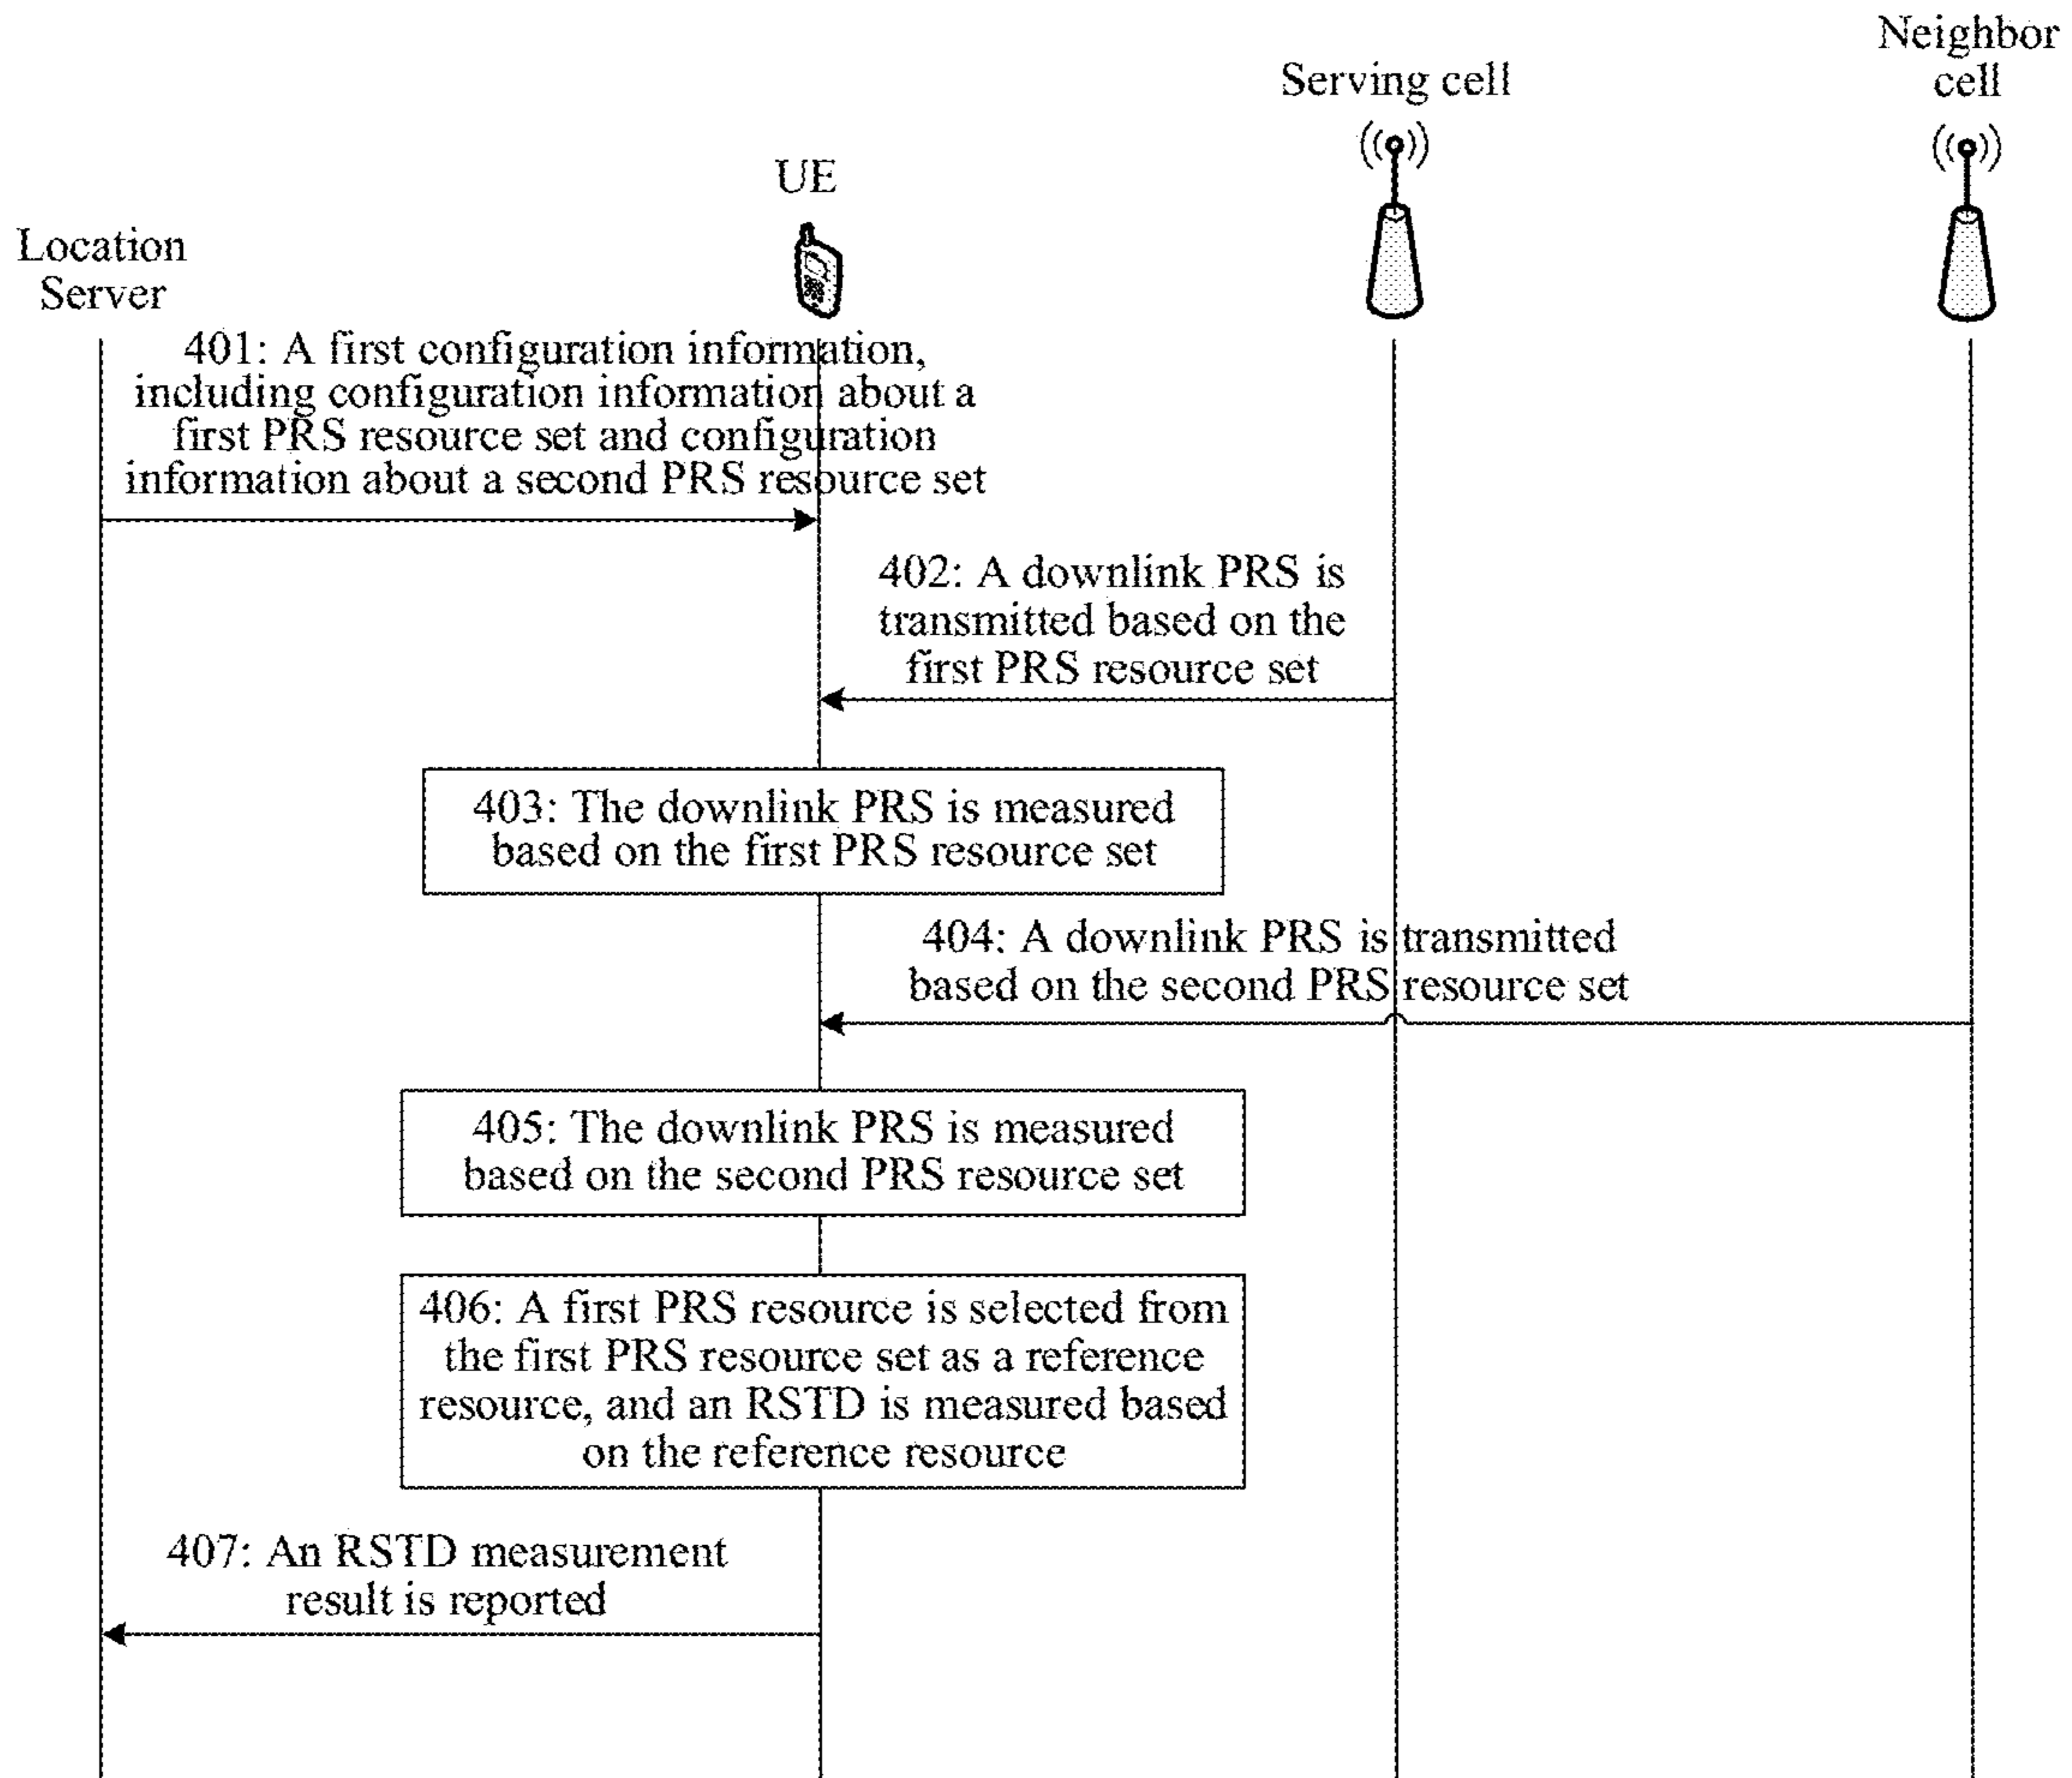 Neighbor
cell
Serving cell
UE
Location
Server
401: A first configuration information,
including configuration information about a
first PRS resource set and configuration
information about a second PRS resource set
402: A downlink PRS is
transmitted based on the
first PRS resource set
403: The downlink PRS is measured
based on the first PRS resource set
404: A downlink PRS is transmitted
based on the second PRS resource set
405: The downlink PRS is measured
based on the second PRS resource set
406: A first PRS resource is selected from
the first PRS resource set as a reference
resource, and an RSTD is measured based
on the reference resource
407: An RSTD measurement
result is reported